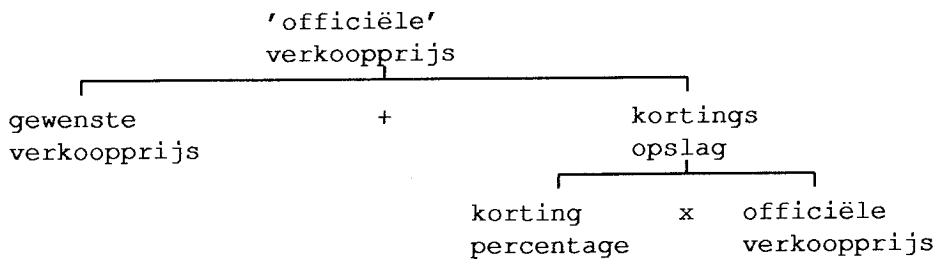 'officiële'
verkoopprijs
gewenste + kortings
verkoopprijs opslag
korting x officiële
percentage verkoopprijs